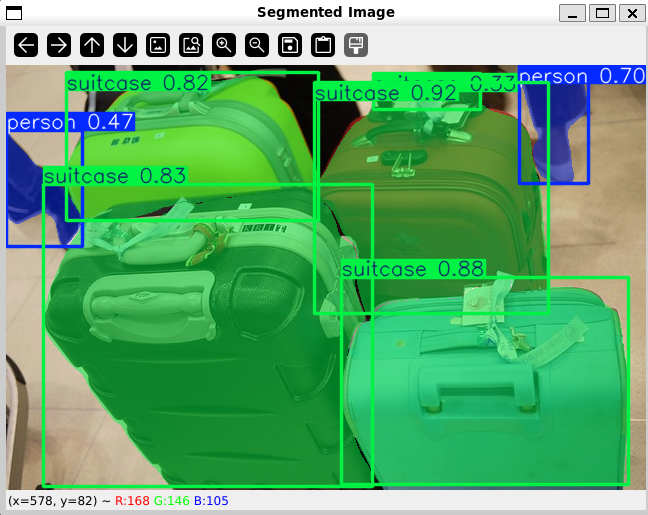 Segmented Image
suitcase 0.82
suitcase 0.33
person 0.70
suitcase 0.92
person 0.47
suitcase 0.83
suitcase 0.88
(x=578, y=82) ~ R:168 G:146 B:105